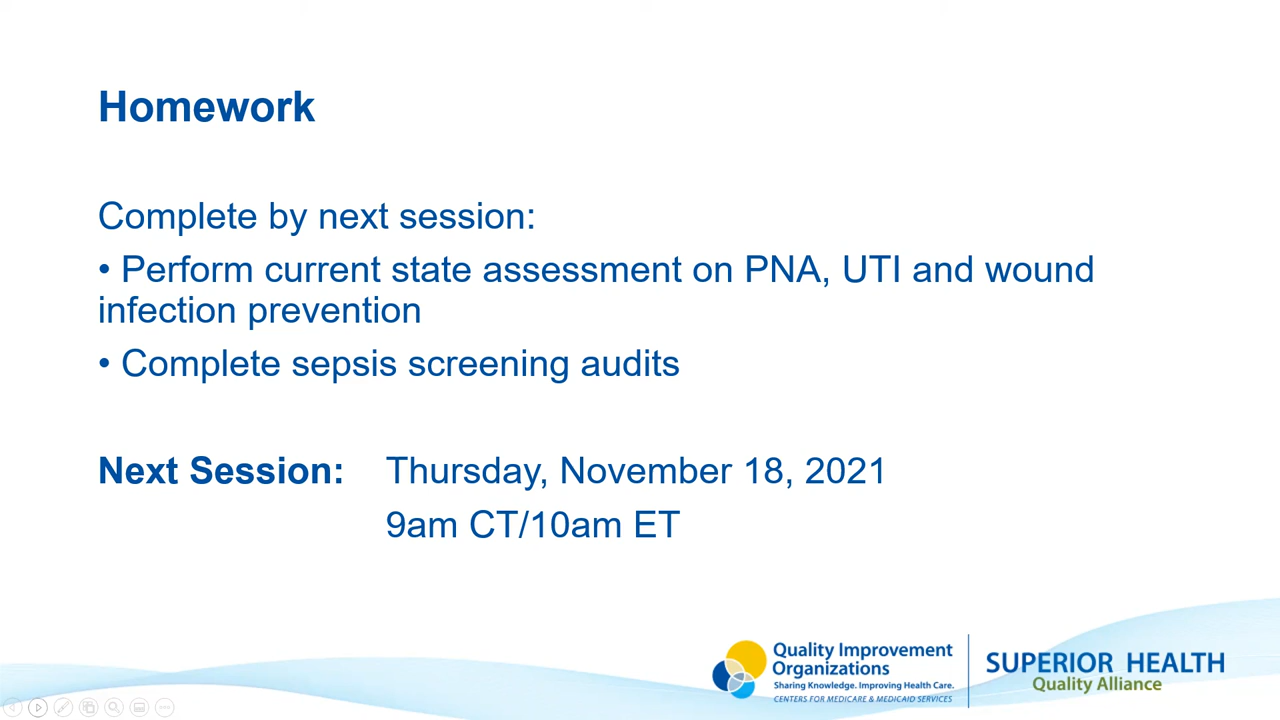 Homework
Complete by next session:
• Perform current state assessment on PNA, UTI and wound
infection prevention
• Complete sepsis screening audits
Next Session: Thursday, November 18, 2021
9am CT/10am ET
Quality Improvement
Organizations
Sharing Knowledge. Improving Health Care.
CENTERS FOR MEDICARE & MEDICAID SERVICES
SUPERIOR HEALTH
Quality Alliance